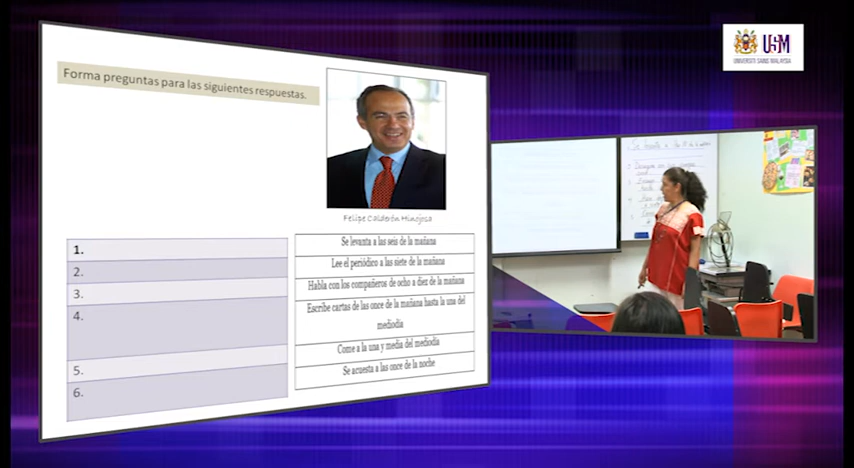 USM
UNIVERSITI SAINS MALAYSIA
Forma preguntas para las siguientes respuestas.
Felipe Calderón Hinojosa
1.
2.
3.
4.
5.
6.
Se levanta a las seis de la mañana
Lee el periódico a las siete de la mañana
Habla con los compañeros de ocho a diez de la mañana
Escribe cartas de las once de la mañana hasta la una del
mediodía
Come a la una y media del mediodía
Se acuesta a las once de la noche